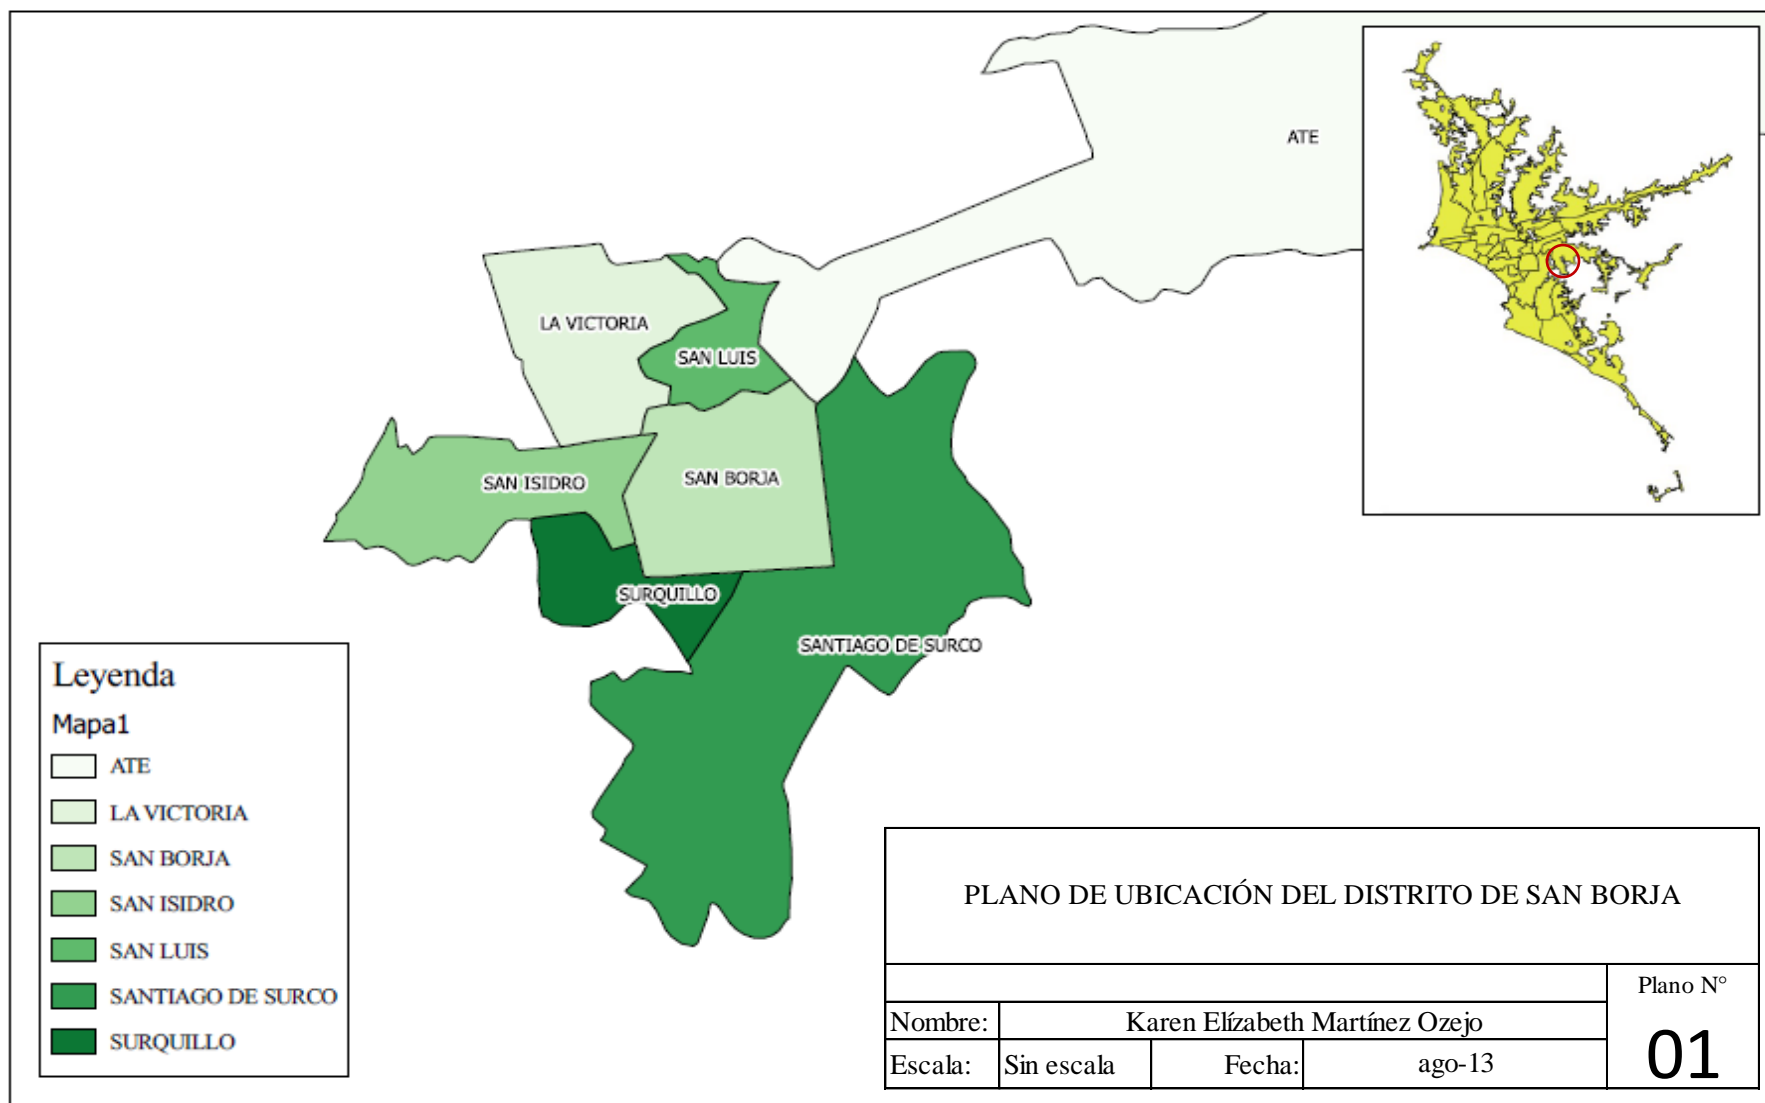 ATE
LA VICTORIA
SAN LUIS
SAN ISIDRO
SAN BORJA
SURQUILLO
SANTIAGO DE SURCO
Leyenda
Mapa1
ATE
LA VICTORIA
SAN BORJA
SAN ISIDRO
SAN LUIS
SANTIAGO DE SURCO
SURQUILLO
PLANO DE UBICACIÓN DEL DISTRITO DE SAN BORJA
Plano N°
01
Nombre: Karen Elízabeth Martínez Ozejo
Escala: Sin escala Fecha: ago-13